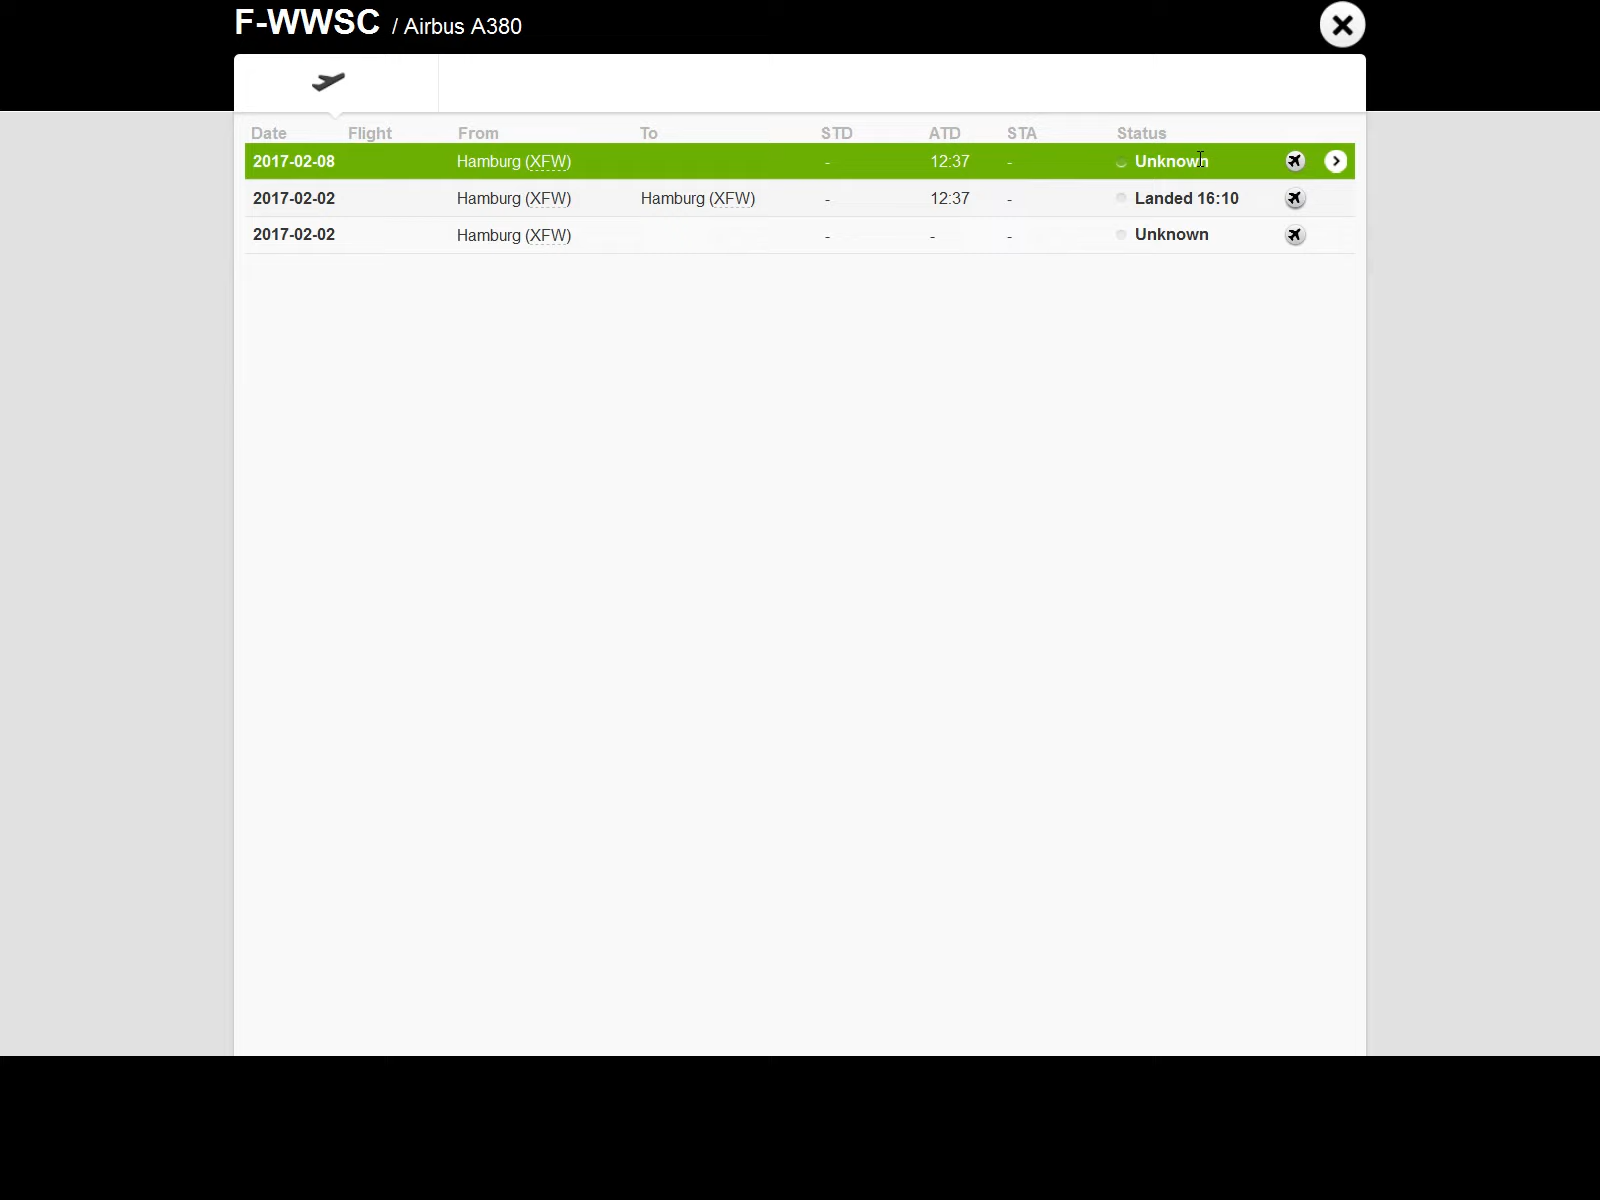 F-WWSC / Airbus A380
Date Flight From To STD ATD STA Status
2017-02-08 Hamburg (XFW) - 12:37 - Unknown
2017-02-02 Hamburg (XFW) Hamburg (XFW) - 12:37 - Landed 16:10
2017-02-02 Hamburg (XFW) - - - Unknown